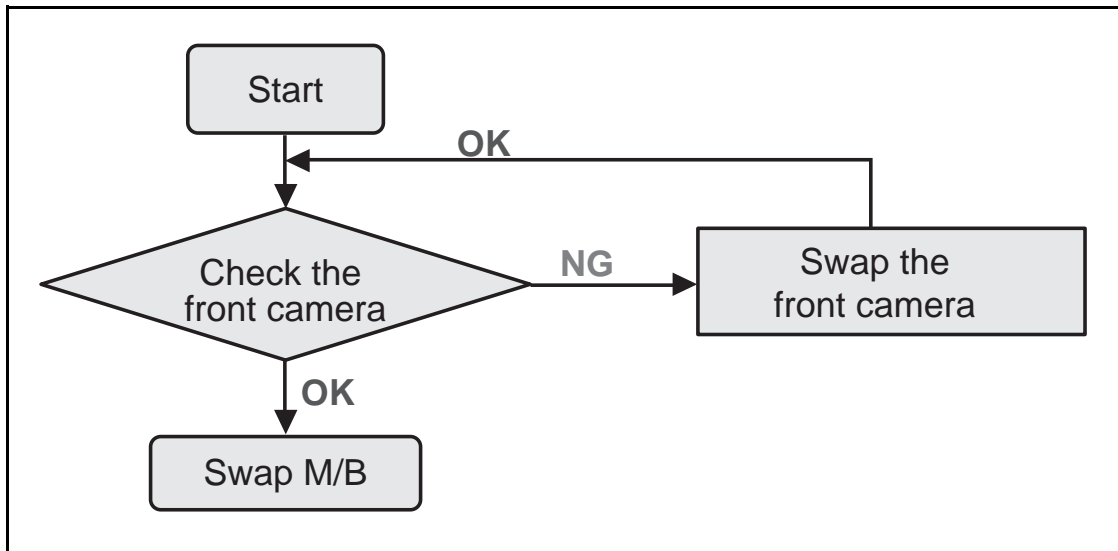 Start
OK
Check the
front camera
NG
Swap the
front camera
OK
Swap M/B